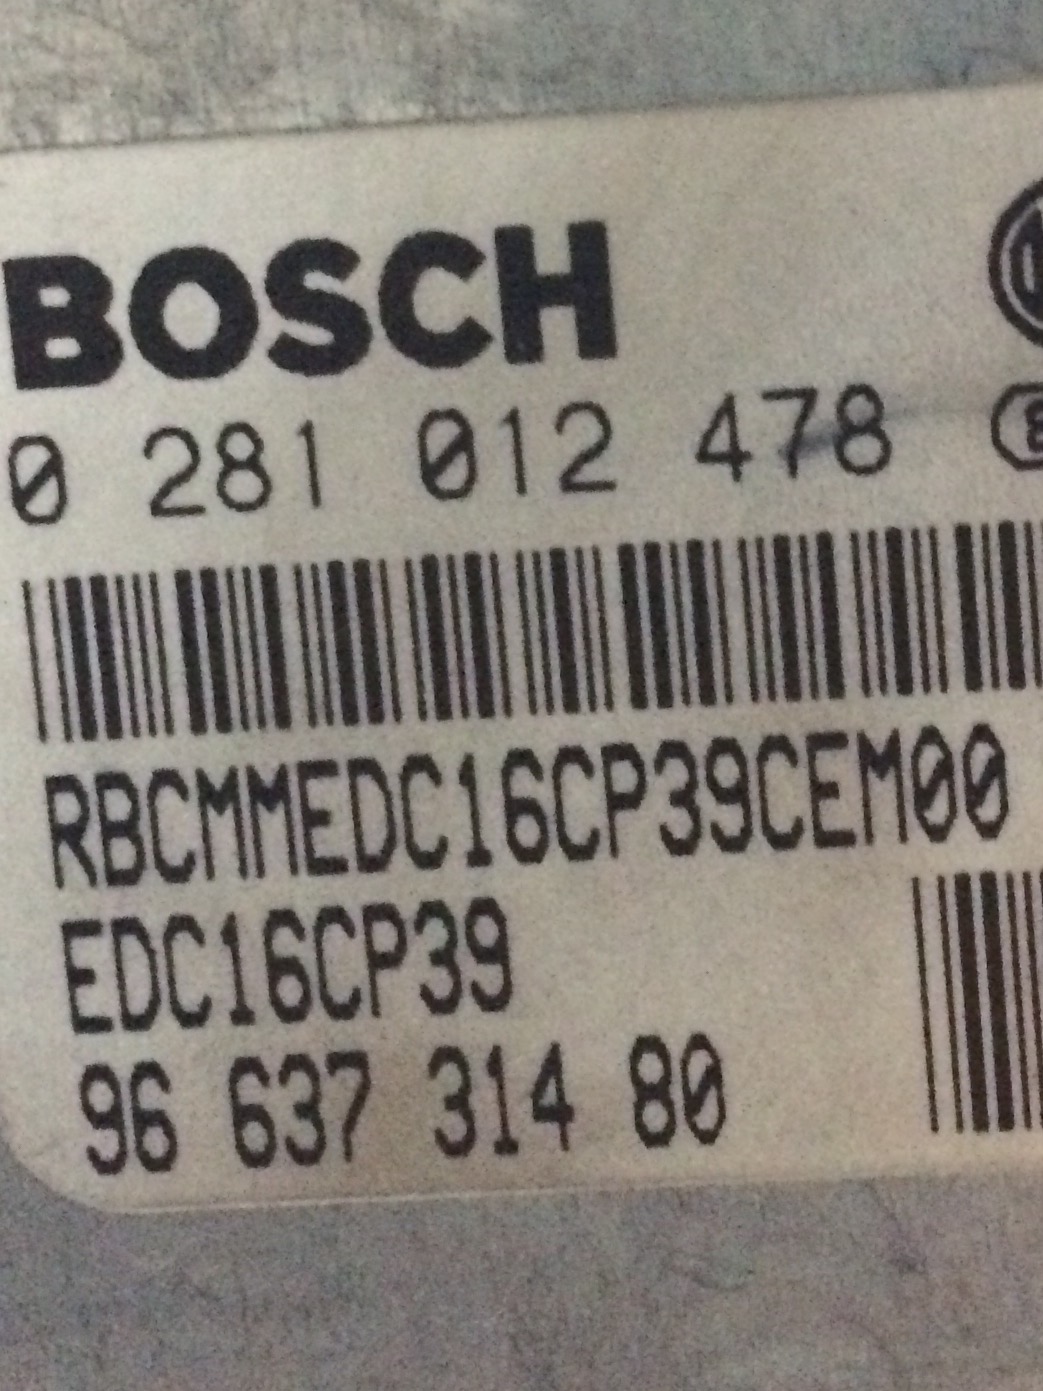 BOSCH
0 281 012 478
RBCMMEDC16CP39CEM00
EDC16CP39
96 637 314 80